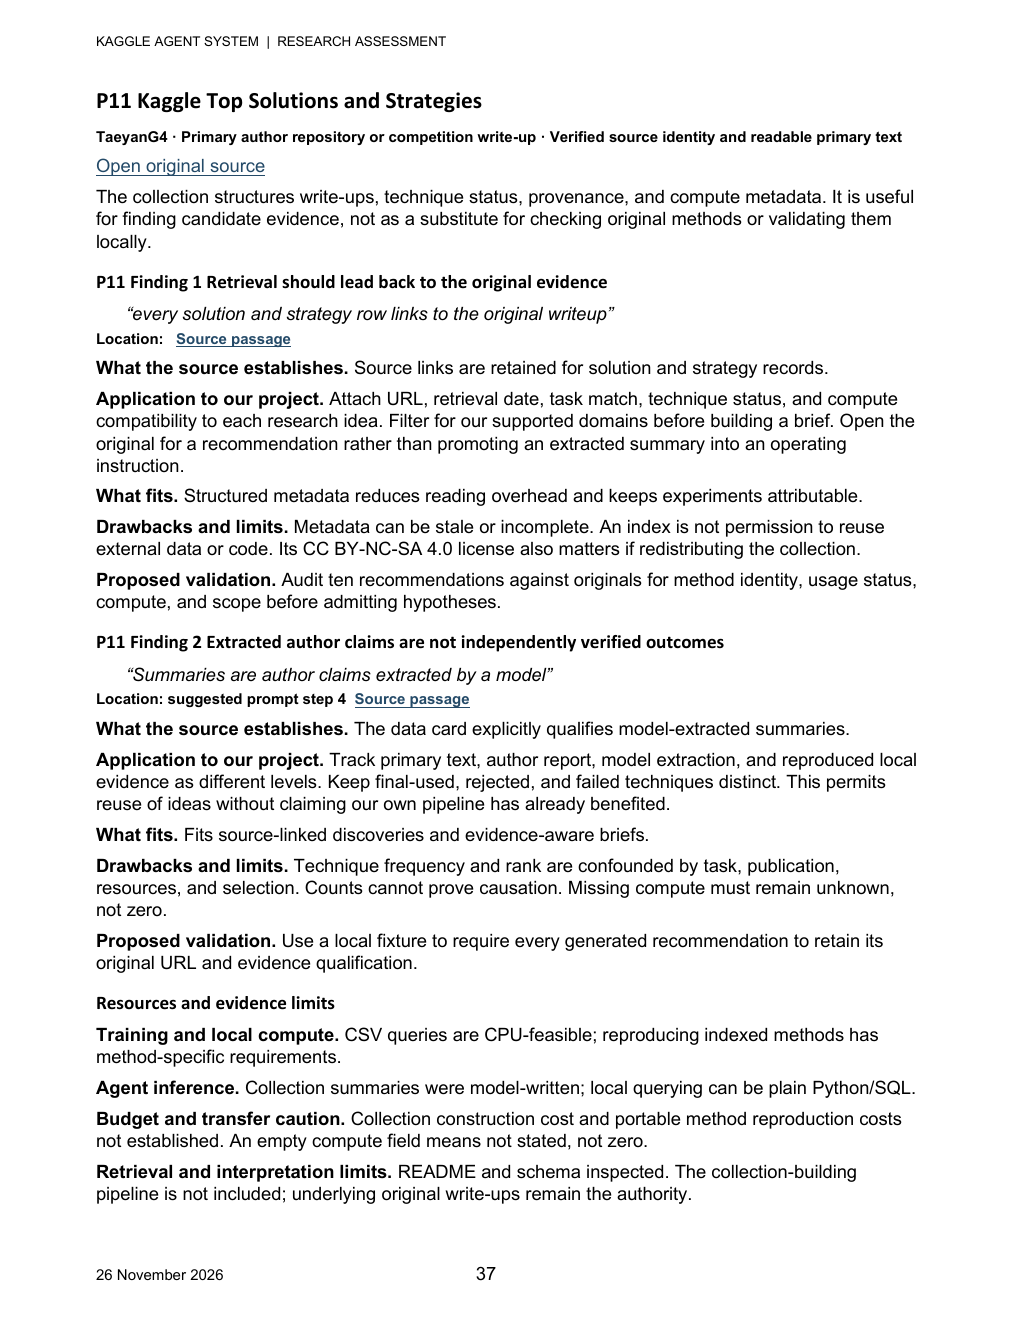 KAGGLE AGENT SYSTEM | RESEARCH ASSESSMENT
P11 Kaggle Top Solutions and Strategies
TaeyanG4 · Primary author repository or competition write-up · Verified source identity and readable primary text
Open original source
The collection structures write-ups, technique status, provenance, and compute metadata. It is useful
for finding candidate evidence, not as a substitute for checking original methods or validating them
locally.
P11 Finding 1 Retrieval should lead back to the original evidence
“every solution and strategy row links to the original writeup”
Location: Source passage
What the source establishes. Source links are retained for solution and strategy records.
Application to our project. Attach URL, retrieval date, task match, technique status, and compute
compatibility to each research idea. Filter for our supported domains before building a brief. Open the
original for a recommendation rather than promoting an extracted summary into an operating
instruction.
What fits. Structured metadata reduces reading overhead and keeps experiments attributable.
Drawbacks and limits. Metadata can be stale or incomplete. An index is not permission to reuse
external data or code. Its CC BY-NC-SA 4.0 license also matters if redistributing the collection.
Proposed validation. Audit ten recommendations against originals for method identity, usage status,
compute, and scope before admitting hypotheses.
P11 Finding 2 Extracted author claims are not independently verified outcomes
“Summaries are author claims extracted by a model”
Location: suggested prompt step 4 Source passage
What the source establishes. The data card explicitly qualifies model-extracted summaries.
Application to our project. Track primary text, author report, model extraction, and reproduced local
evidence as different levels. Keep final-used, rejected, and failed techniques distinct. This permits
reuse of ideas without claiming our own pipeline has already benefited.
What fits. Fits source-linked discoveries and evidence-aware briefs.
Drawbacks and limits. Technique frequency and rank are confounded by task, publication,
resources, and selection. Counts cannot prove causation. Missing compute must remain unknown,
not zero.
Proposed validation. Use a local fixture to require every generated recommendation to retain its
original URL and evidence qualification.
Resources and evidence limits
Training and local compute. CSV queries are CPU-feasible; reproducing indexed methods has
method-specific requirements.
Agent inference. Collection summaries were model-written; local querying can be plain Python/SQL.
Budget and transfer caution. Collection construction cost and portable method reproduction costs
not established. An empty compute field means not stated, not zero.
Retrieval and interpretation limits. README and schema inspected. The collection-building
pipeline is not included; underlying original write-ups remain the authority.
26 November 2026
37